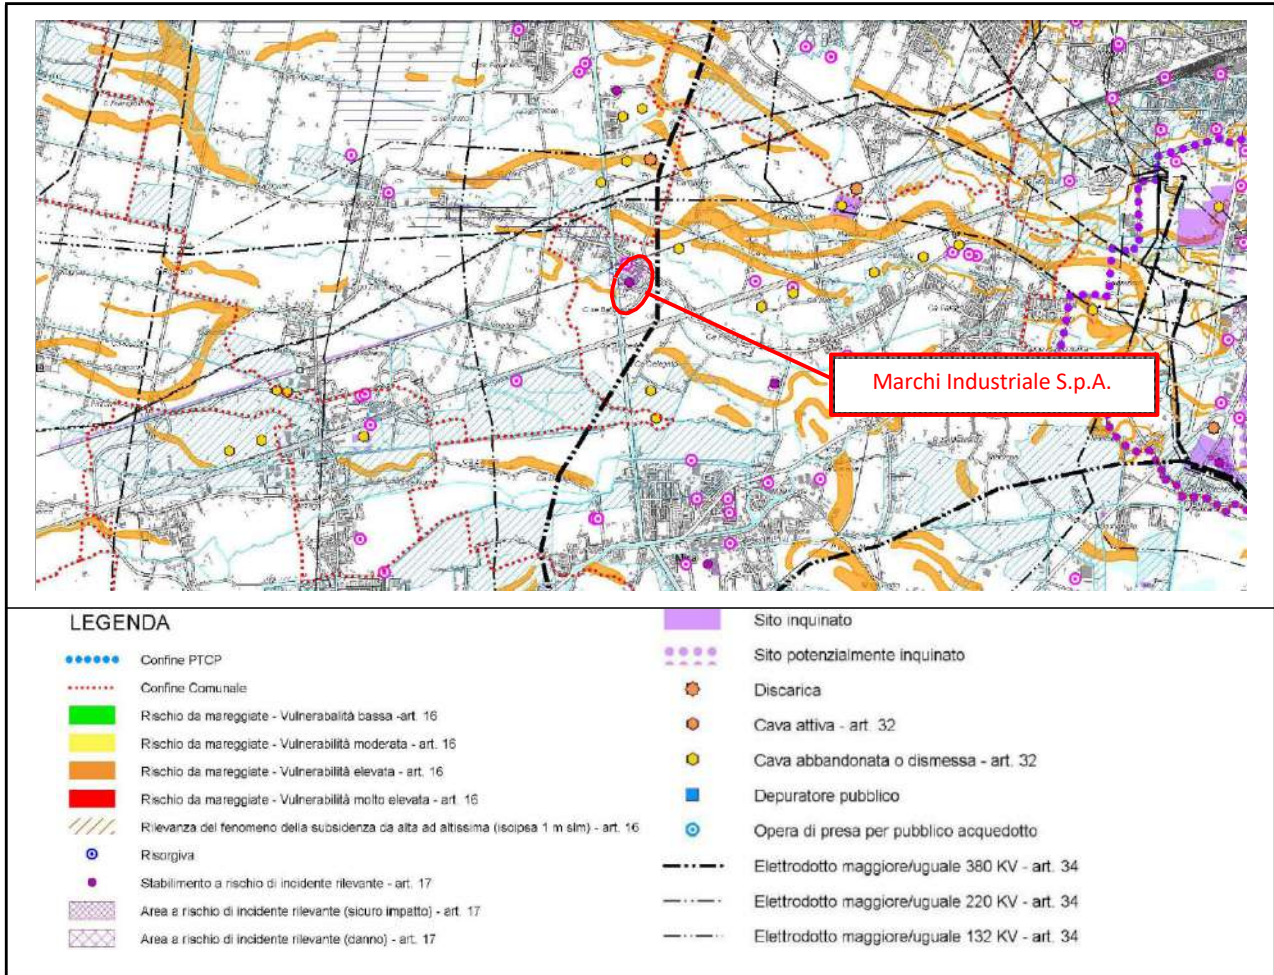 Marchi Industriale S.p.A.
LEGENDA
Confine PTCP
Confine Comunale
Rischio da mareggiate - Vulnerabalità bassa -art. 16
Rischio da mareggiate - Vulnerabilità moderata - art. 16
Rischio da mareggiate - Vulnerabilità elevata - art. 16
Rischio da mareggiate - Vulnerabilità molto elevata - art. 16
Rilevanza del fenomeno della subsidenza da alta ad altissima (isoipsa 1 m slm) - art. 16
Risorgiva
Stabilimento a rischio di incidente rilevante - art. 17
Area a rischio di incidente rilevante (sicuro impatto) - art. 17
Area a rischio di incidente rilevante (danno) - art. 17
Sito inquinato
Sito potenzialmente inquinato
Discarica
Cava attiva - art. 32
Cava abbandonata o dismessa - art. 32
Depuratore pubblico
Opera di presa per pubblico acquedotto
Elettrodotto maggiore/uguale 380 KV - art. 34
Elettrodotto maggiore/uguale 220 KV - art. 34
Elettrodotto maggiore/uguale 132 KV - art. 34